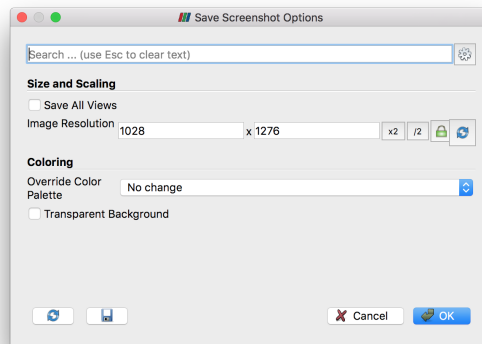 Save Screenshot Options
Search ... (use Esc to clear text)
Size and Scaling
Save All Views
Image Resolution 1028 x 1276 x2 /2
Coloring
Override Color
Palette
No change
Transparent Background
Cancel OK